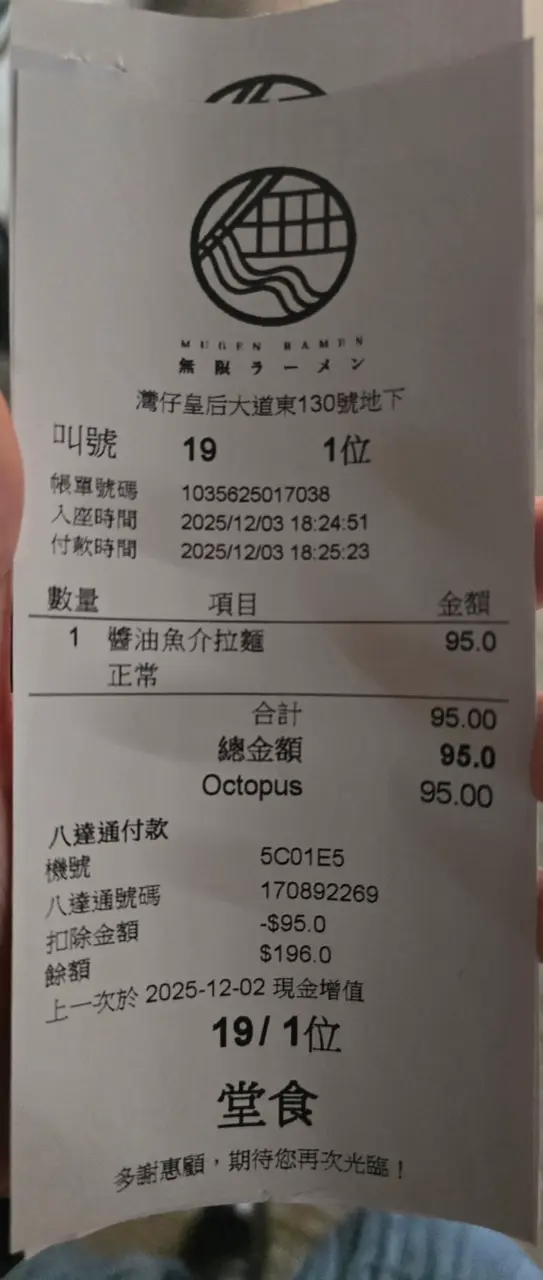 MUGEN RAMEN
無限ラーメン
灣仔皇后大道東130號地下
叫號 19 1位
帳單號碼 1035625017038
入座時間 2025/12/03 18:24:51
付款時間 2025/12/03 18:25:23
數量 項目 金額
1 醬油魚介拉麵 95.0
正常
合計 95.00
總金額 95.0
Octopus 95.00
八達通付款
機號 5C01E5
八達通號碼 170892269
扣除金額 -$95.0
餘額 $196.0
上一次於 2025-12-02 現金增值
19/ 1位
堂食
多謝惠顧，期待您再次光臨！